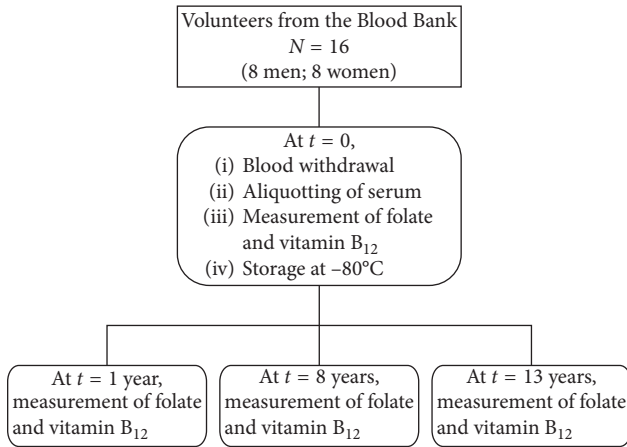 Volunteers from the Blood Bank
N = 16
(8 men; 8 women)
At t = 0,
(i) Blood withdrawal
(ii) Aliquotting of serum
(iii) Measurement of folate
and vitamin B₁₂
(iv) Storage at –80°C
At t = 1 year,
measurement of folate
and vitamin B₁₂
At t = 8 years,
measurement of folate
and vitamin B₁₂
At t = 13 years,
measurement of folate
and vitamin B₁₂